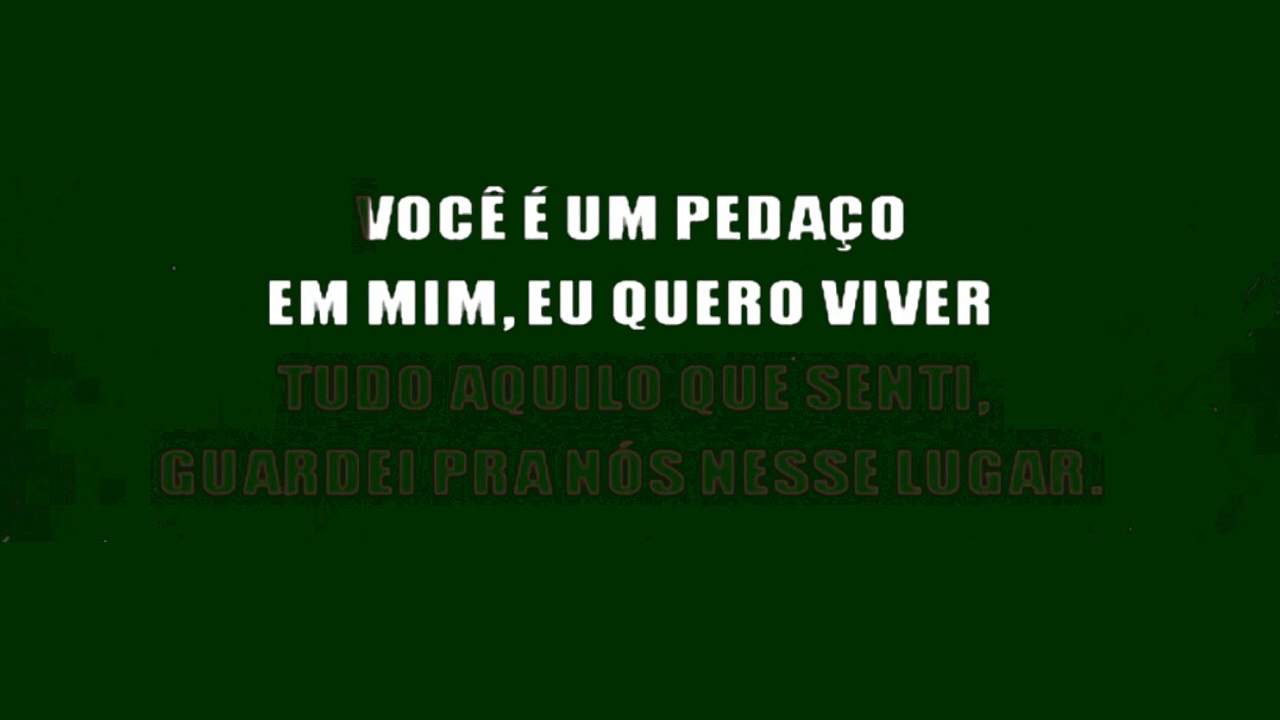 VOCÊ É UM PEDAÇO
EM MIM, EU QUERO VIVER
TUDO AQUILO QUE SENTI,
GUARDEI PRA NÓS NESSE LUGAR.